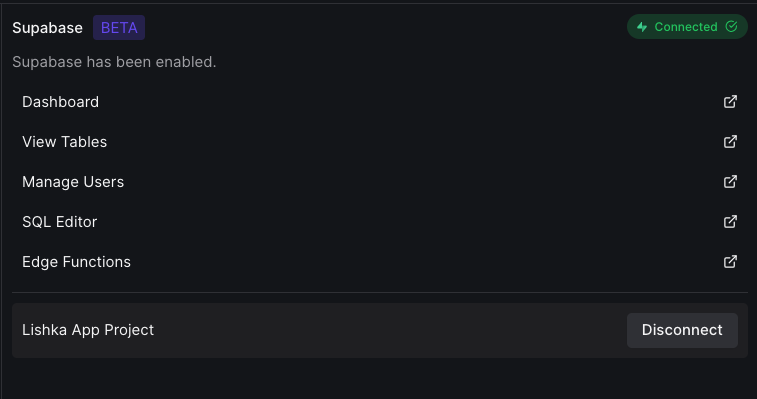 Supabase BETA Connected
Supabase has been enabled.
Dashboard
View Tables
Manage Users
SQL Editor
Edge Functions
Lishka App Project Disconnect